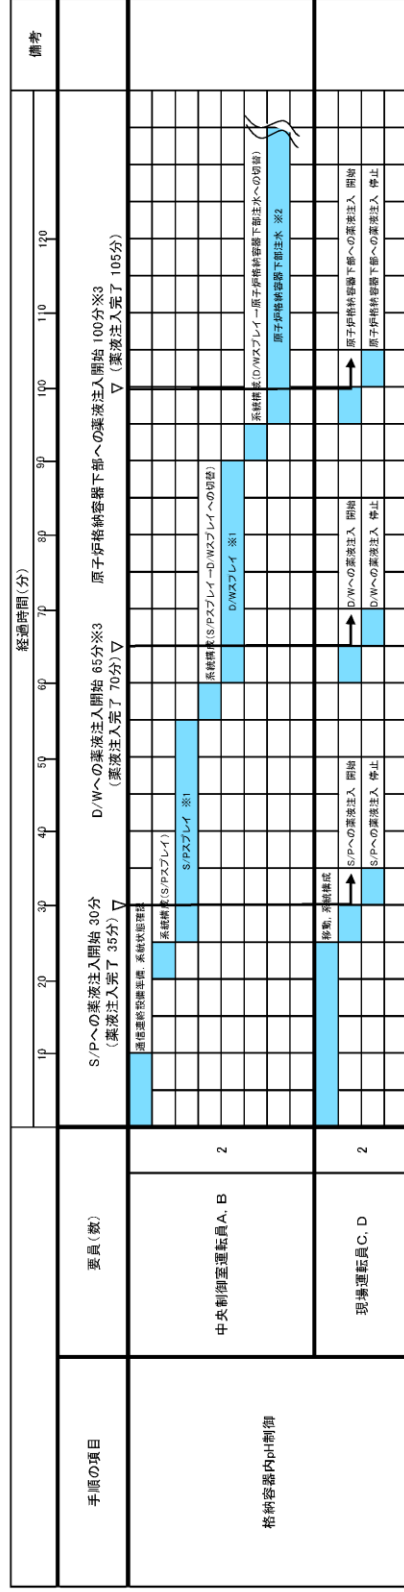 経過時間(分)
備考
10 20 30 40 50 60 70 80 90 100 110 120
手順の項目
要員(数)
S/Pへの薬液注入開始 30分
(薬液注入完了 35分)
▽
D/Wへの薬液注入開始 65分※3
(薬液注入完了 70分)
▽
原子炉格納容器下部への薬液注入開始 100分※3
(薬液注入完了 105分)
▽
格納容器内pH制御
中央制御室運転員A, B
2
通信連絡設備準備, 系統状態確認
系統構成(S/Pスプレイ)
S/Pスプレイ ※1
系統構成(S/Pスプレイ→D/Wスプレイへの切替)
D/Wスプレイ ※1
系統構成(D/Wスプレイ→原子炉格納容器下部注水への切替)
原子炉格納容器下部注水 ※2
現場運転員C, D
2
移動, 系統構成
S/Pへの薬液注入 開始
S/Pへの薬液注入 停止
D/Wへの薬液注入 開始
D/Wへの薬液注入 停止
原子炉格納容器下部への薬液注入 開始
原子炉格納容器下部への薬液注入 停止